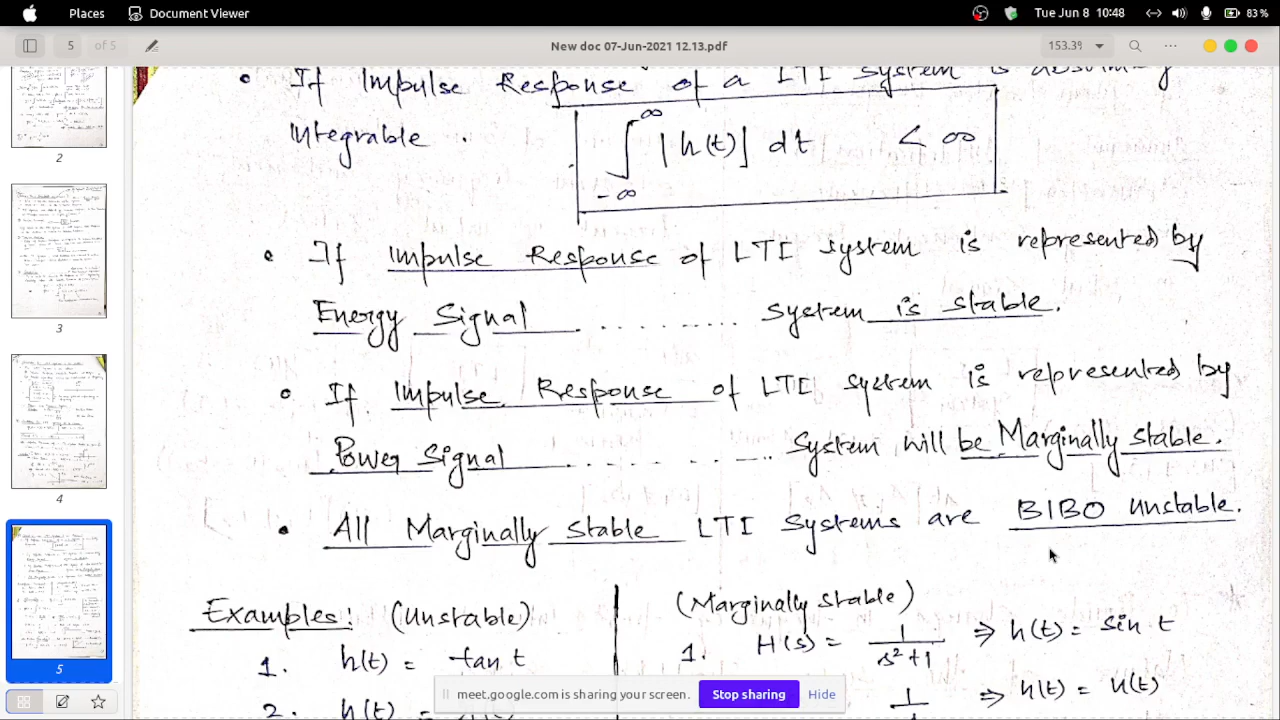 Places Document Viewer Tue Jun 8 10:48 83 %
5 of 5 New doc 07-Jun-2021 12.13.pdf 153.39
• If Impulse Response of a LTI system is
Integrable .
∫ |h(t)| dt < ∞
∞
-∞
• If Impulse Response of LTI system is represented by
Energy Signal .......... system is stable.
• If Impulse Response of LTI system is represented by
Power Signal .......... System will be Marginally stable.
• All Marginally stable LTI Systems are BIBO unstable.
Examples: (Unstable)
1. h(t) = tan t
2. h(t) =
(Marginally stable)
1. H(s) = 1/(s²+1) ⇒ h(t) = sin t
1 ⇒ h(t) = u(t)
2
3
4
5
meet.google.com is sharing your screen. Stop sharing Hide